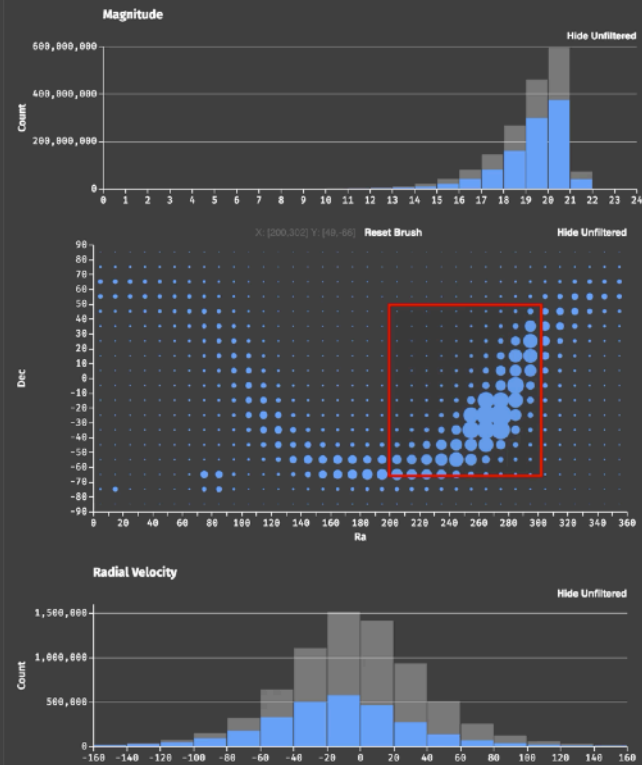 Magnitude
Hide Unfiltered
600,000,000
400,000,000
200,000,000
0
Count
0 1 2 3 4 5 6 7 8 9 10 11 12 13 14 15 16 17 18 19 20 21 22 23 24
X: [200,302] Y: [49,-66] Reset Brush Hide Unfiltered
90
80
70
60
50
40
30
20
10
0
-10
-20
-30
-40
-50
-60
-70
-80
-90
Dec
0 20 40 60 80 100 120 140 160 180 200 220 240 260 280 300 320 340 360
Ra
Radial Velocity
Hide Unfiltered
1,500,000
1,000,000
500,000
0
Count
-160 -140 -120 -100 -80 -60 -40 -20 0 20 40 60 80 100 120 140 160